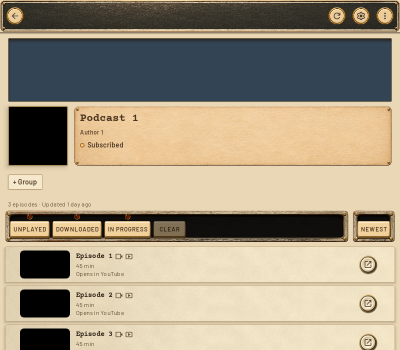 Podcast 1
Author 1
Subscribed
+ Group
3 episodes · Updated 1 day ago
UNPLAYED DOWNLOADED IN PROGRESS CLEAR NEWEST
Episode 1
45 min
Opens in YouTube
Episode 2
45 min
Opens in YouTube
Episode 3
45 min